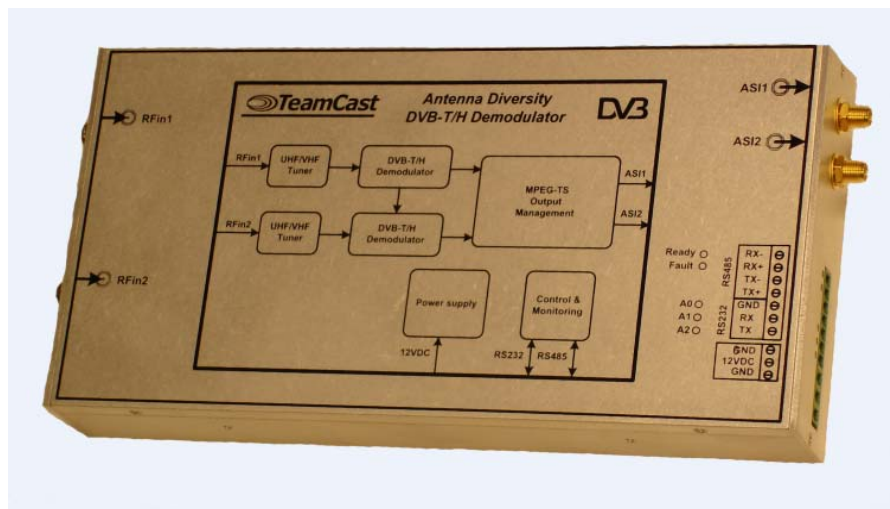 TeamCast
Antenna Diversity
DVB-T/H Demodulator
DVB
RFin1
RFin2
ASI1
ASI2
RFin1
UHF/VHF
Tuner
DVB-T/H
Demodulator
MPEG-TS
Output
Management
ASI1
ASI2
RFin2
UHF/VHF
Tuner
DVB-T/H
Demodulator
Power supply
Control &
Monitoring
12VDC
RS232
RS485
Ready
Fault
A0
A1
A2
RS485
RX-
RX+
TX-
TX+
RS232
GND
RX
TX
GND
12VDC
GND